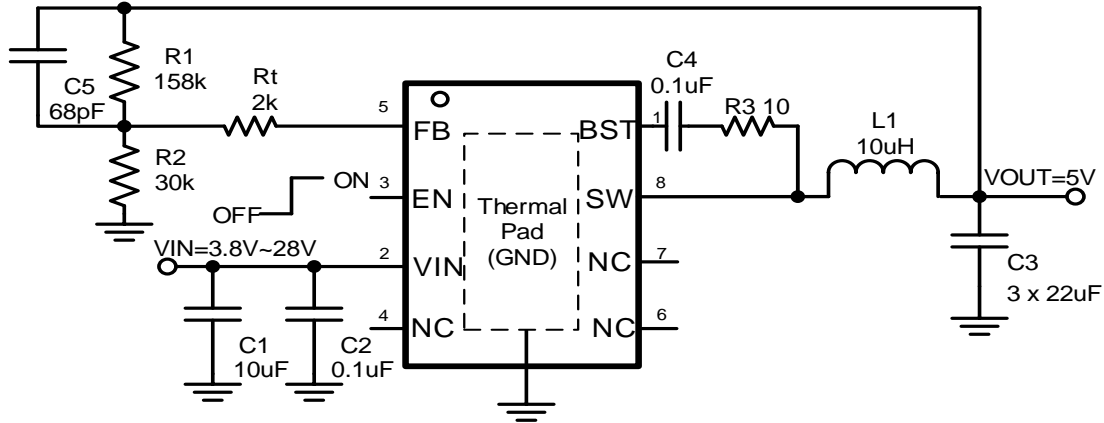 R1
158k
C5
68pF
Rt
2k
R2
30k
5
FB
BST
1
C4
0.1uF
R3 10
L1
10uH
VOUT=5V
ON
OFF
3
EN
Thermal
Pad
(GND)
SW
8
VIN=3.8V~28V
2
VIN
NC
7
C3
3 x 22uF
4
NC
NC
6
C1
10uF
C2
0.1uF